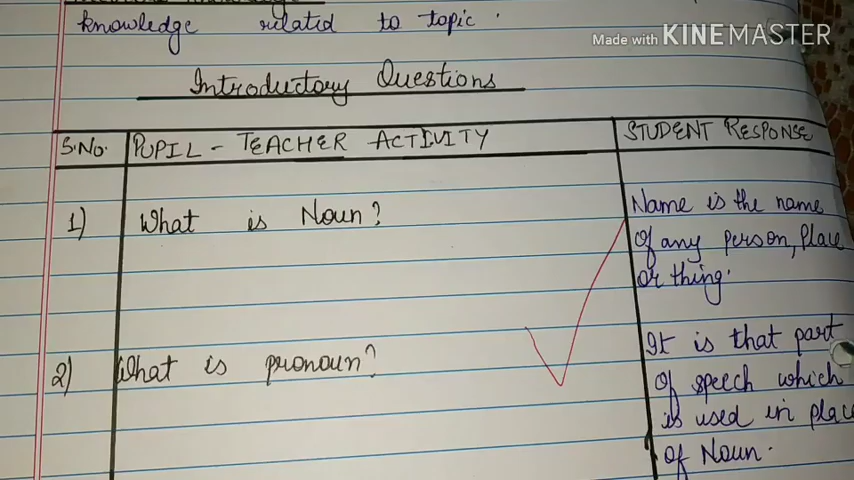 knowledge related to topic.
Made with KINEMASTER
Introductory Questions
S.No. PUPIL - TEACHER ACTIVITY STUDENT RESPONSE
1) What is Noun? Name is the name
of any person, Place
or thing.
2) What is pronoun? It is that part
of speech which
is used in place
of Noun.